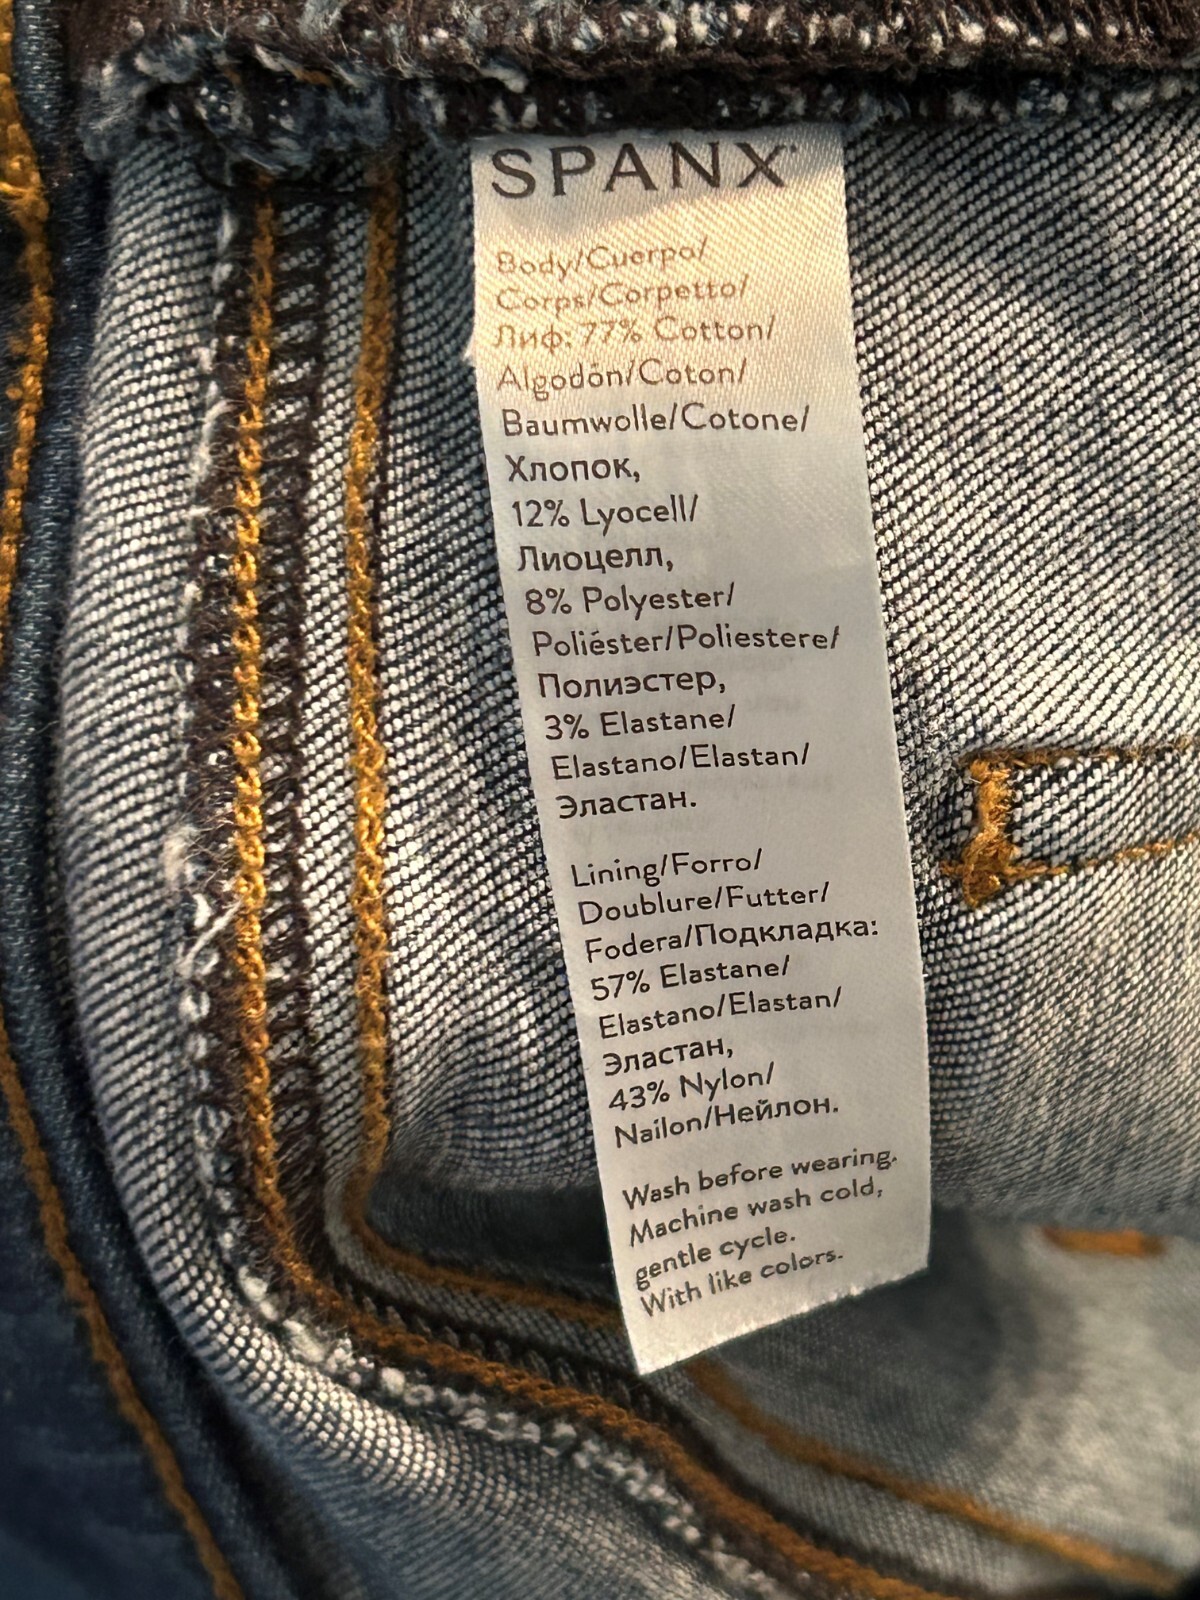 SPANX
Body/Cuerpo/
Corps/Corpetto/
Лиф: 77% Cotton/
Algodón/Coton/
Baumwolle/Cotone/
Хлопок,
12% Lyocell/
Лиоцелл,
8% Polyester/
Poliéster/Poliestere/
Полиэстер,
3% Elastane/
Elastano/Elastan/
Эластан.
Lining/Forro/
Doublure/Futter/
Fodera/Подкладка:
57% Elastane/
Elastano/Elastan/
Эластан,
43% Nylon/
Nailon/Нейлон.
Wash before wearing.
Machine wash cold,
gentle cycle.
With like colors.